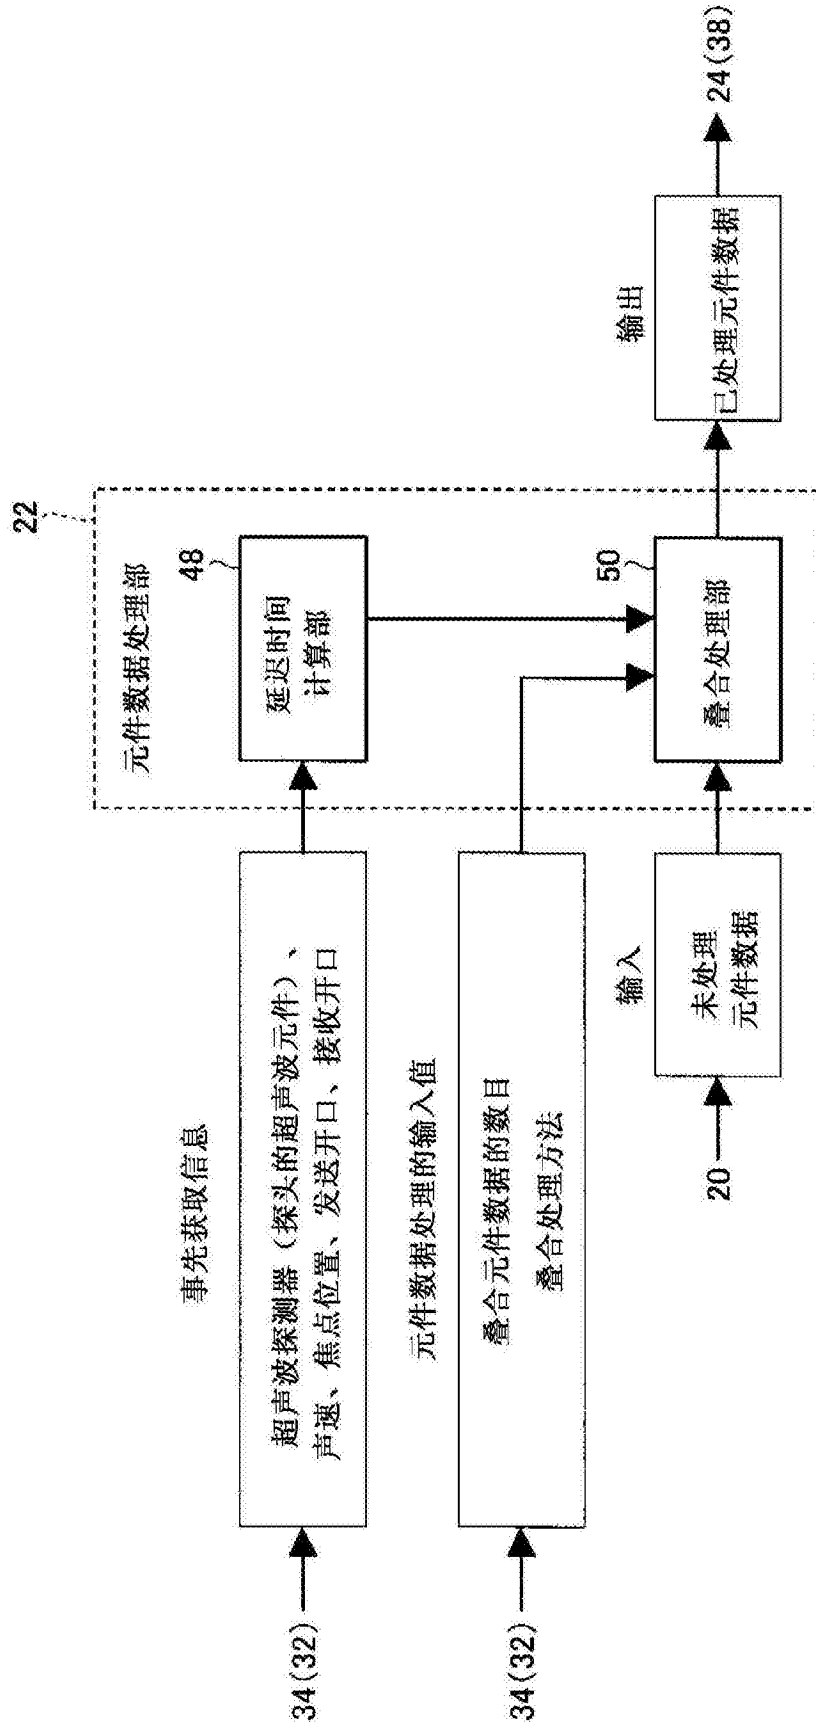 22
元件数据处理部
事先获取信息
34(32)
超声波探测器（探头的超声波元件）、
声速、焦点位置、发送开口、接收开口
48
延迟时间
计算部
元件数据处理的输入值
34(32)
叠合元件数据的数目
叠合处理方法
输入
20
未处理
元件数据
50
叠合处理部
输出
已处理元件数据
24(38)